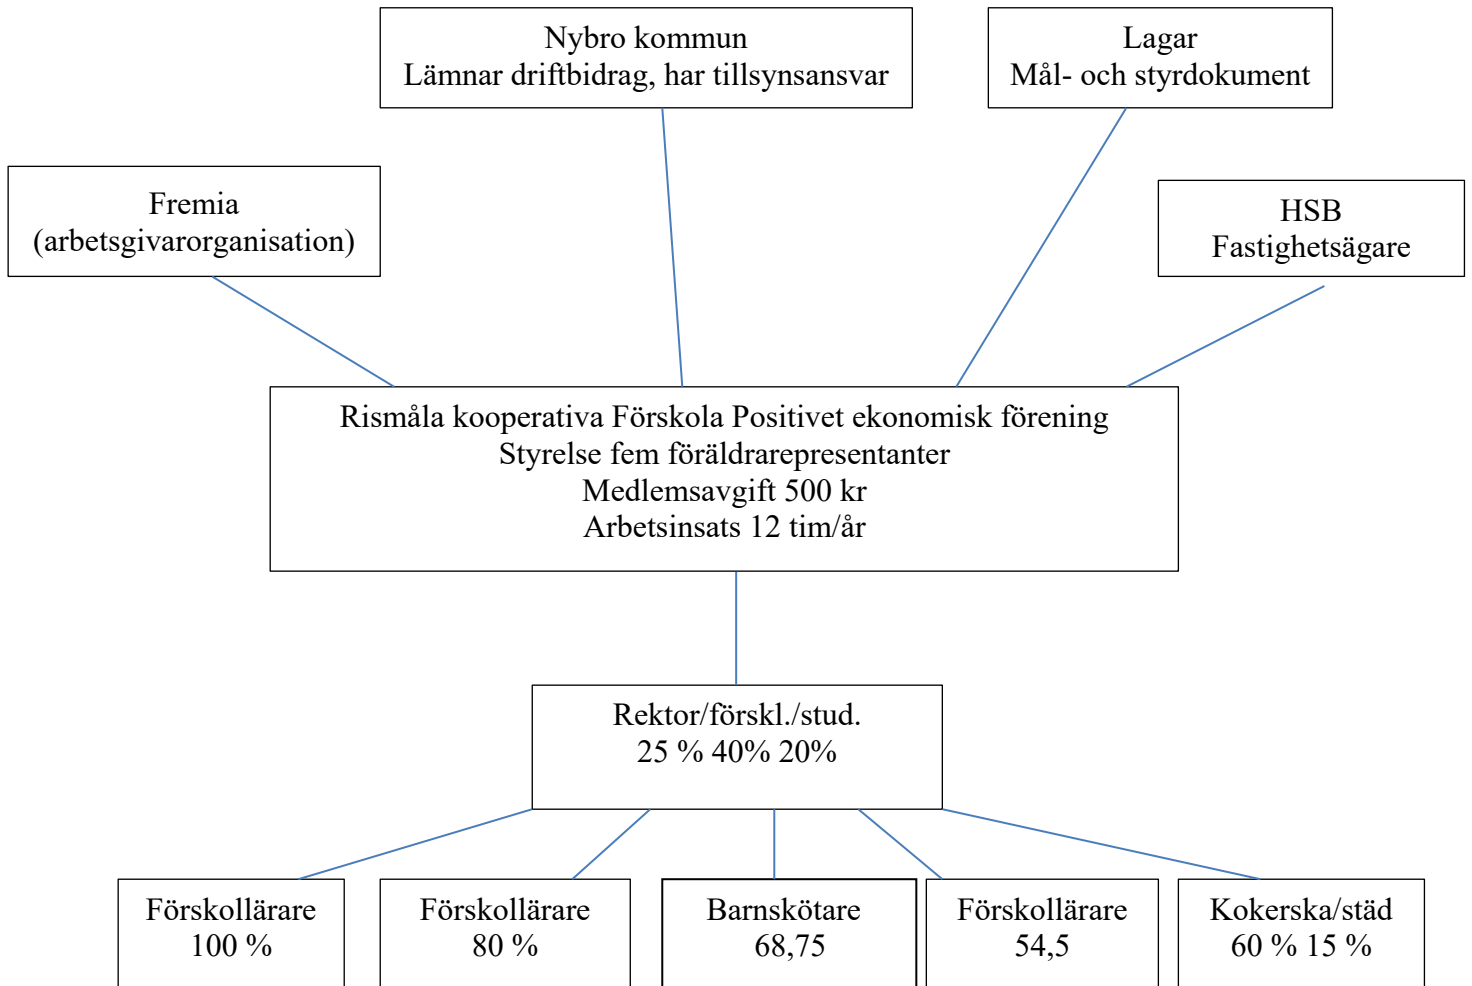 Nybro kommun
Lämnar driftbidrag, har tillsynsansvar
Lagar
Mål- och styrdokument
Fremia
(arbetsgivarorganisation)
HSB
Fastighetsägare
Rismåla kooperativa Förskola Positivet ekonomisk förening
Styrelse fem föräldrarepresentanter
Medlemsavgift 500 kr
Arbetsinsats 12 tim/år
Rektor/förskl./stud.
25 % 40% 20%
Förskollärare
100 %
Förskollärare
80 %
Barnskötare
68,75
Förskollärare
54,5
Kokerska/städ
60 % 15 %